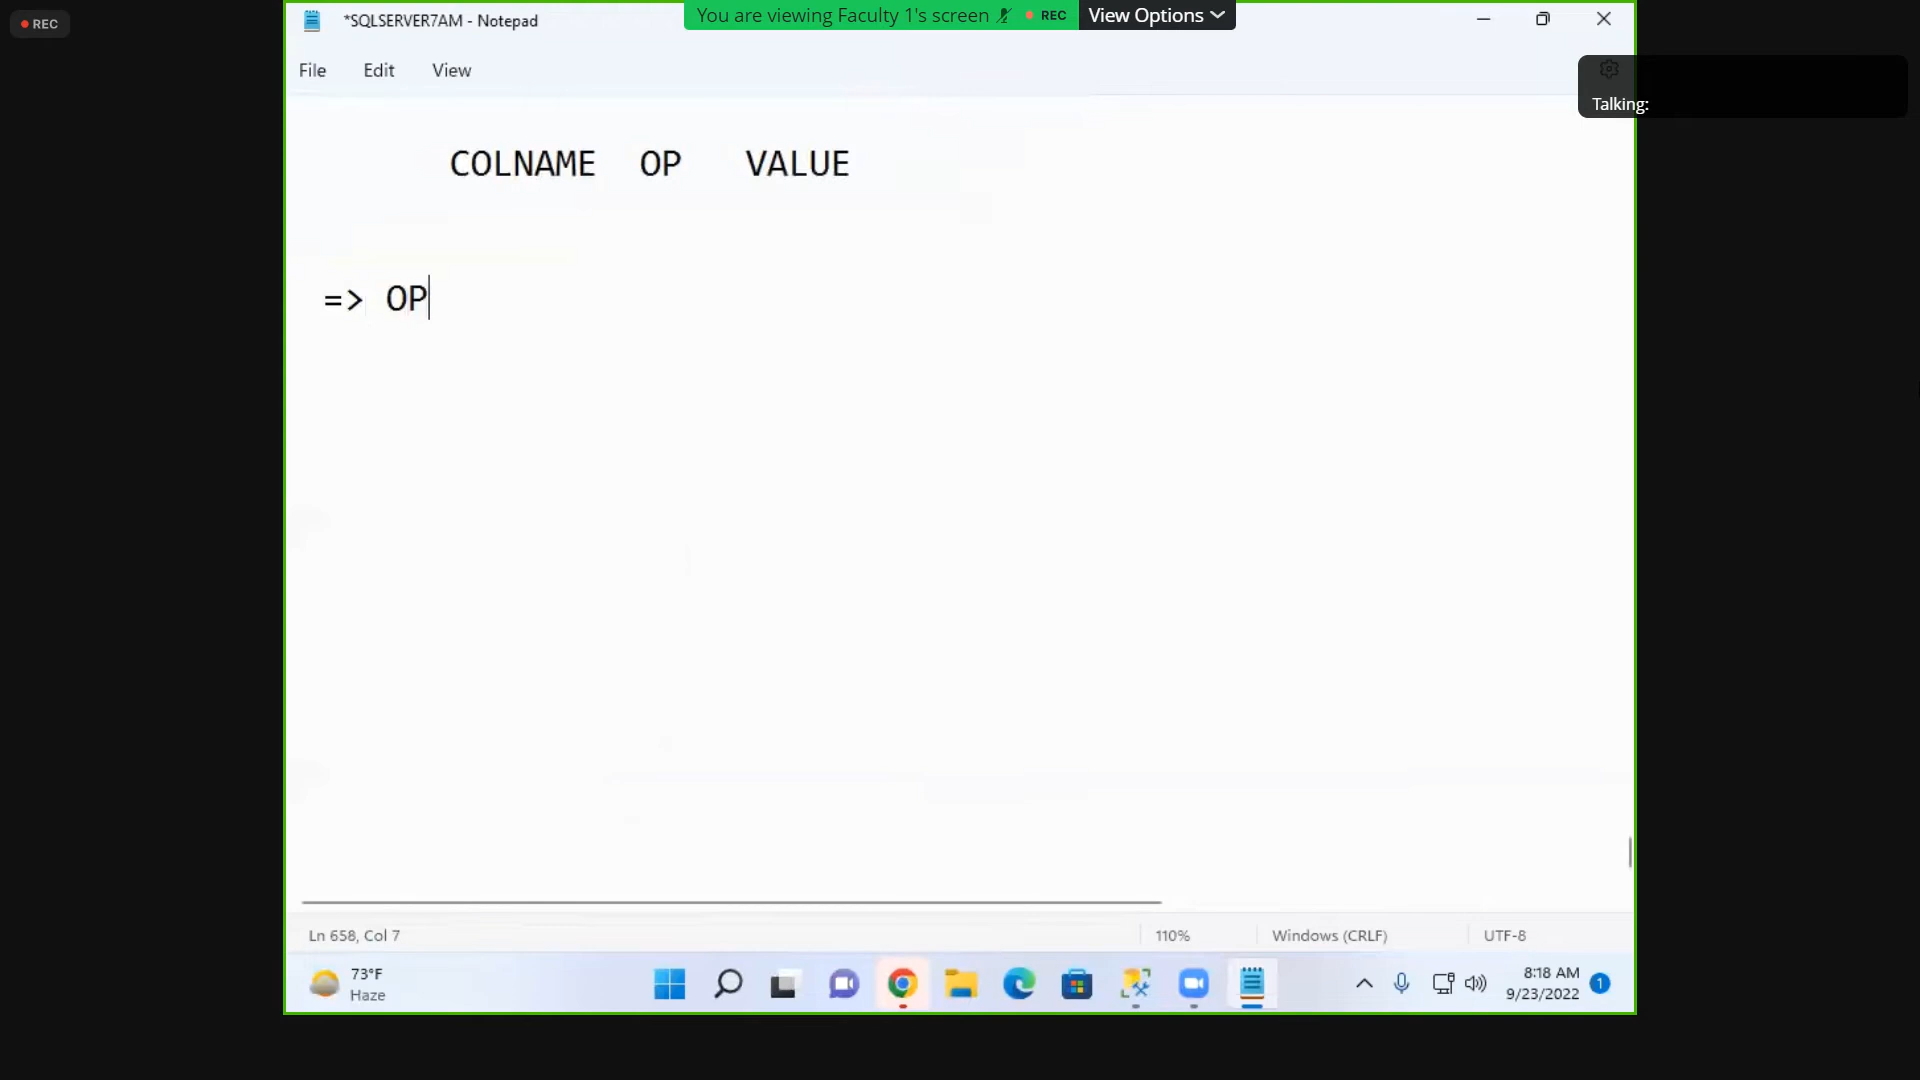 REC
*SQLSERVER7AM - Notepad
You are viewing Faculty 1's screen REC View Options
File Edit View
Talking:
COLNAME OP VALUE
=> OP
Ln 658, Col 7 110% Windows (CRLF) UTF-8
73°F
Haze
8:18 AM
9/23/2022
1